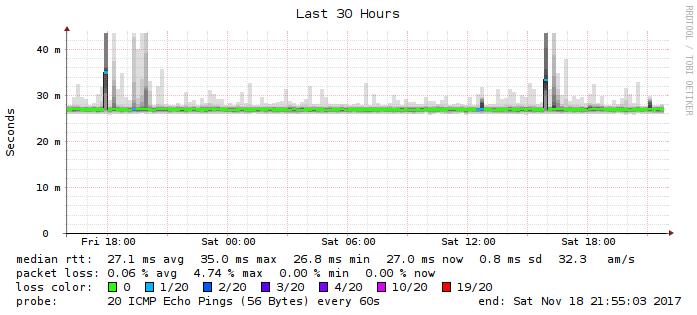 Last 30 Hours
RRDTOOL / TOBI OETIKER
Seconds
40 m
30 m
20 m
10 m
0
Fri 18:00 Sat 00:00 Sat 06:00 Sat 12:00 Sat 18:00
median rtt: 27.1 ms avg 35.0 ms max 26.8 ms min 27.0 ms now 0.8 ms sd 32.3 am/s
packet loss: 0.06 % avg 4.74 % max 0.00 % min 0.00 % now
loss color: 0 1/20 2/20 3/20 4/20 10/20 19/20
probe: 20 ICMP Echo Pings (56 Bytes) every 60s end: Sat Nov 18 21:55:03 2017